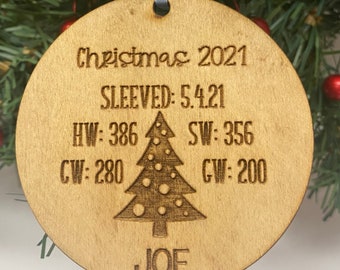 Christmas 2021
SLEEVED: 5.4.21
HW: 386 SW: 356
CW: 280 GW: 200
JOE